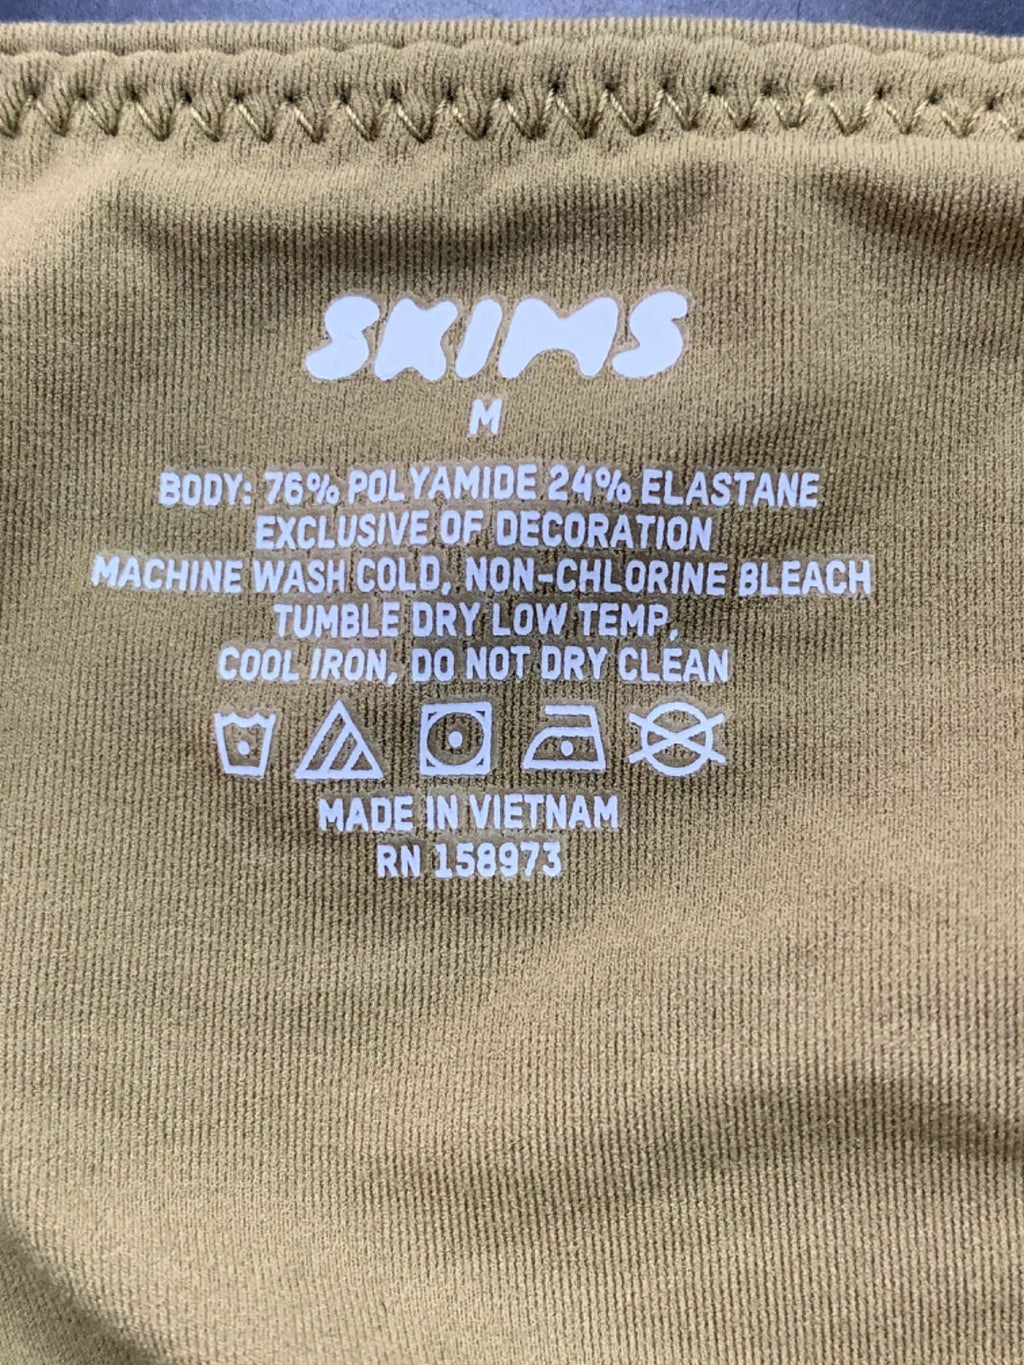 SKIMS
M
BODY: 76% POLYAMIDE 24% ELASTANE
EXCLUSIVE OF DECORATION
MACHINE WASH COLD, NON-CHLORINE BLEACH
TUMBLE DRY LOW TEMP,
COOL IRON, DO NOT DRY CLEAN
MADE IN VIETNAM
RN 158973